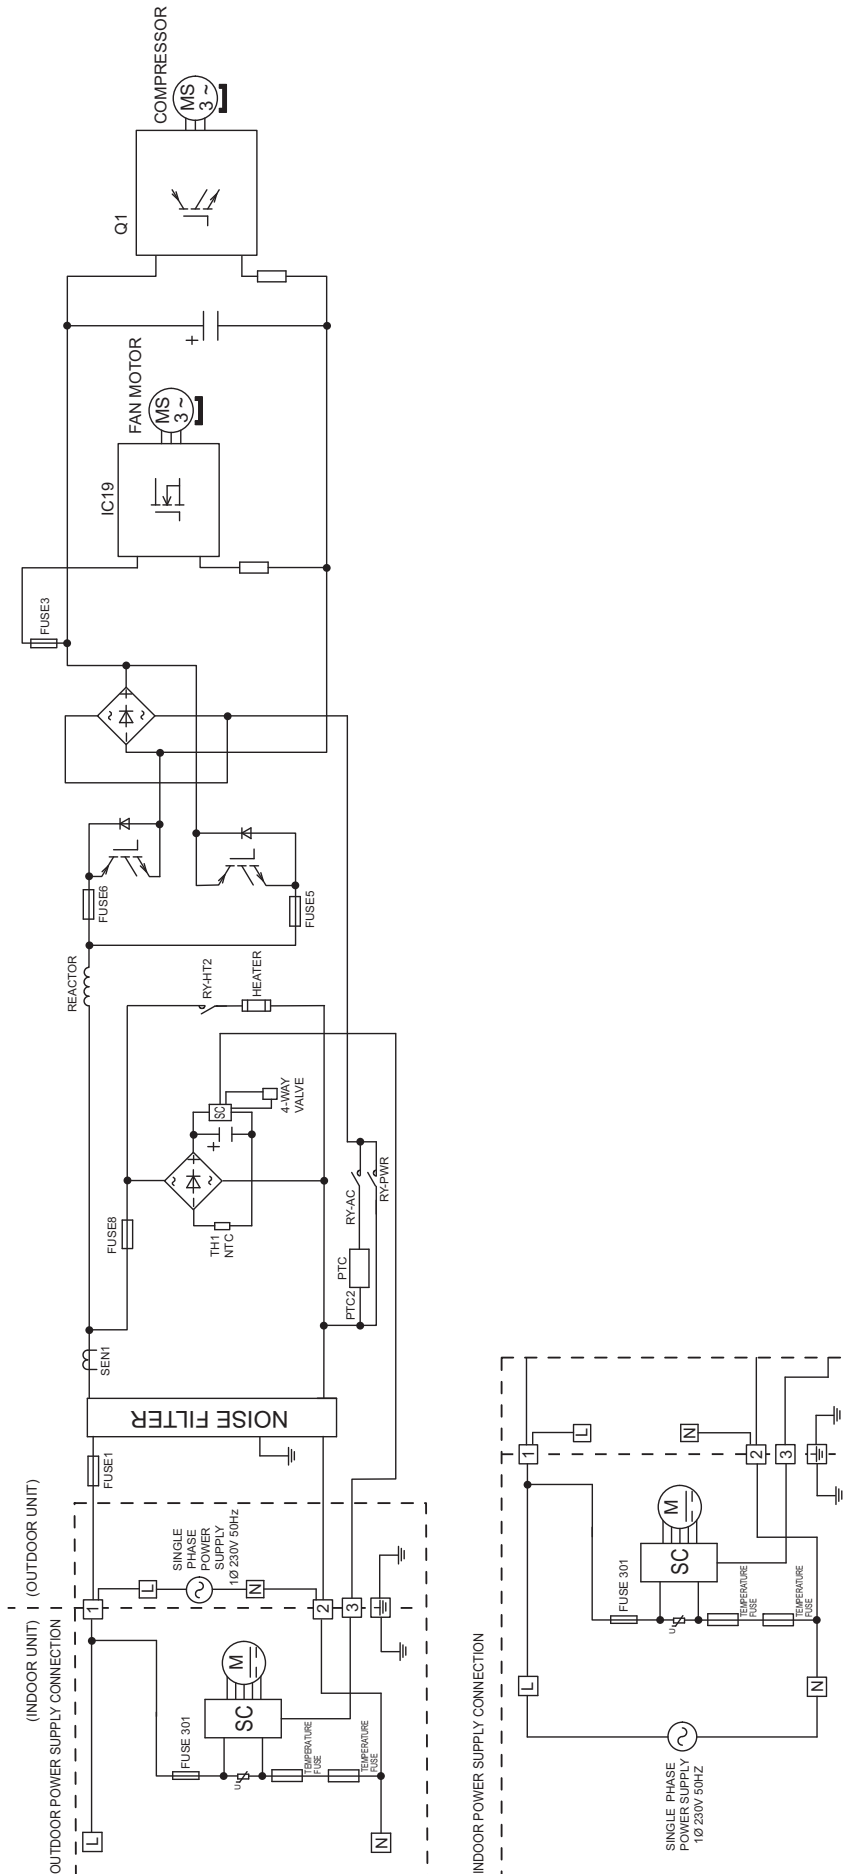 (INDOOR UNIT)
(OUTDOOR UNIT)
OUTDOOR POWER SUPPLY CONNECTION
L
N
FUSE 301
U
TEMPERATURE
FUSE
TEMPERATURE
FUSE
SC
M
1
2
3
L
N
SINGLE
PHASE
POWER
SUPPLY
1Ø 230V 50Hz
FUSE1
NOISE FILTER
SEN1
FUSE8
TH1
NTC
SC
4-WAY
VALVE
RY-HT2
HEATER
PTC2
PTC
RY-AC
RY-PWR
REACTOR
FUSE6
FUSE5
~
+
~
FUSE3
IC19
FAN MOTOR
MS
3 ~
+
Q1
COMPRESSOR
MS
3 ~
INDOOR POWER SUPPLY CONNECTION
SINGLE PHASE
POWER SUPPLY
1Ø 230V 50HZ
L
N
FUSE 301
U
TEMPERATURE
FUSE
TEMPERATURE
FUSE
SC
M
1
2
3
L
N